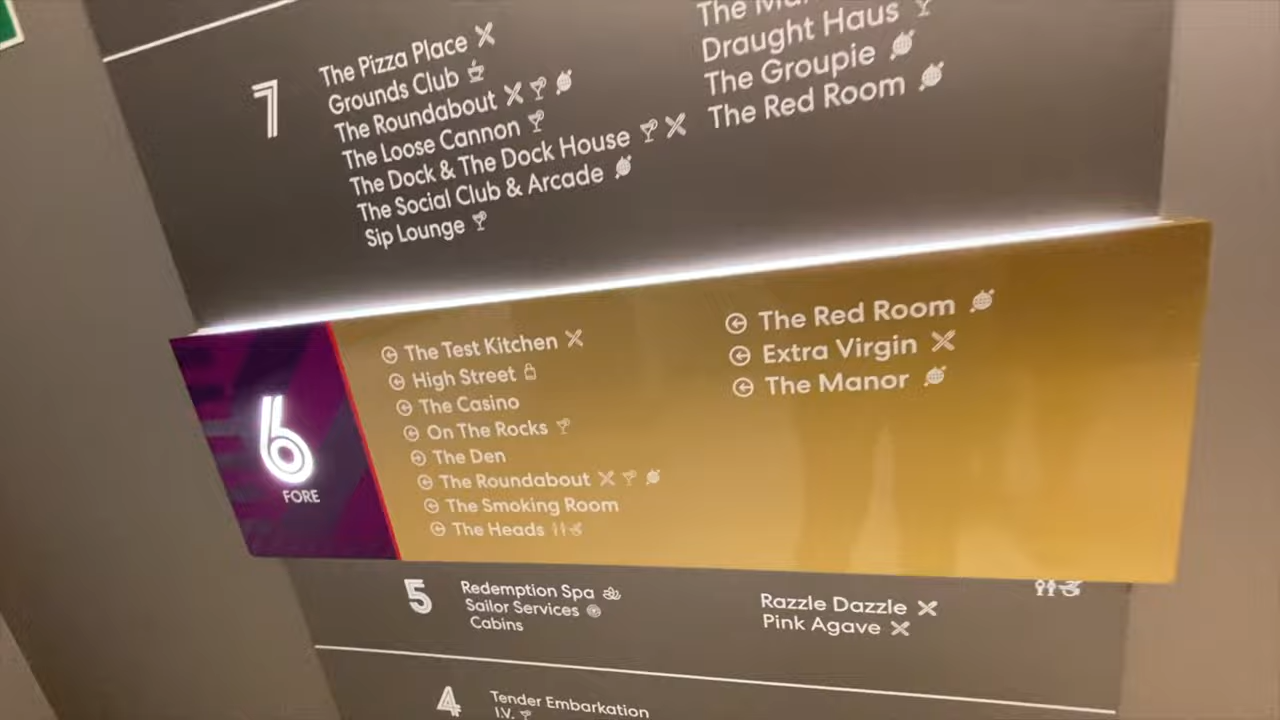 7
The Pizza Place
Grounds Club
The Roundabout
The Loose Cannon
The Dock & The Dock House
The Social Club & Arcade
Sip Lounge
The
Draught Haus
The Groupie
The Red Room
6
FORE
The Test Kitchen
High Street
The Casino
On The Rocks
The Den
The Roundabout
The Smoking Room
The Heads
The Red Room
Extra Virgin
The Manor
5
Redemption Spa
Sailor Services
Cabins
Razzle Dazzle
Pink Agave
4
Tender Embarkation
I.V.